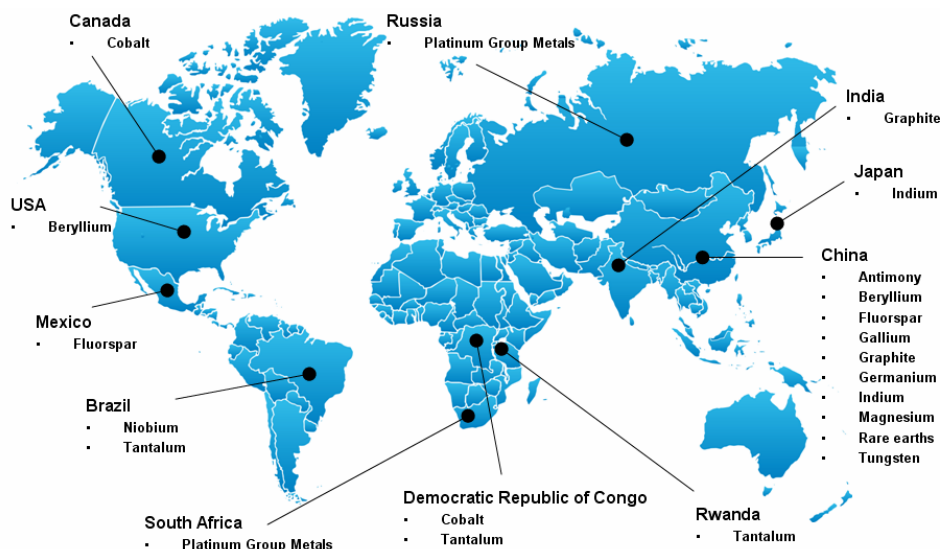 Canada
▪ Cobalt
Russia
▪ Platinum Group Metals
India
▪ Graphite
Japan
▪ Indium
USA
▪ Beryllium
China
▪ Antimony
▪ Beryllium
▪ Fluorspar
▪ Gallium
▪ Graphite
▪ Germanium
▪ Indium
▪ Magnesium
▪ Rare earths
▪ Tungsten
Mexico
▪ Fluorspar
Brazil
▪ Niobium
▪ Tantalum
South Africa
▪ Platinum Group Metals
Democratic Republic of Congo
▪ Cobalt
▪ Tantalum
Rwanda
▪ Tantalum